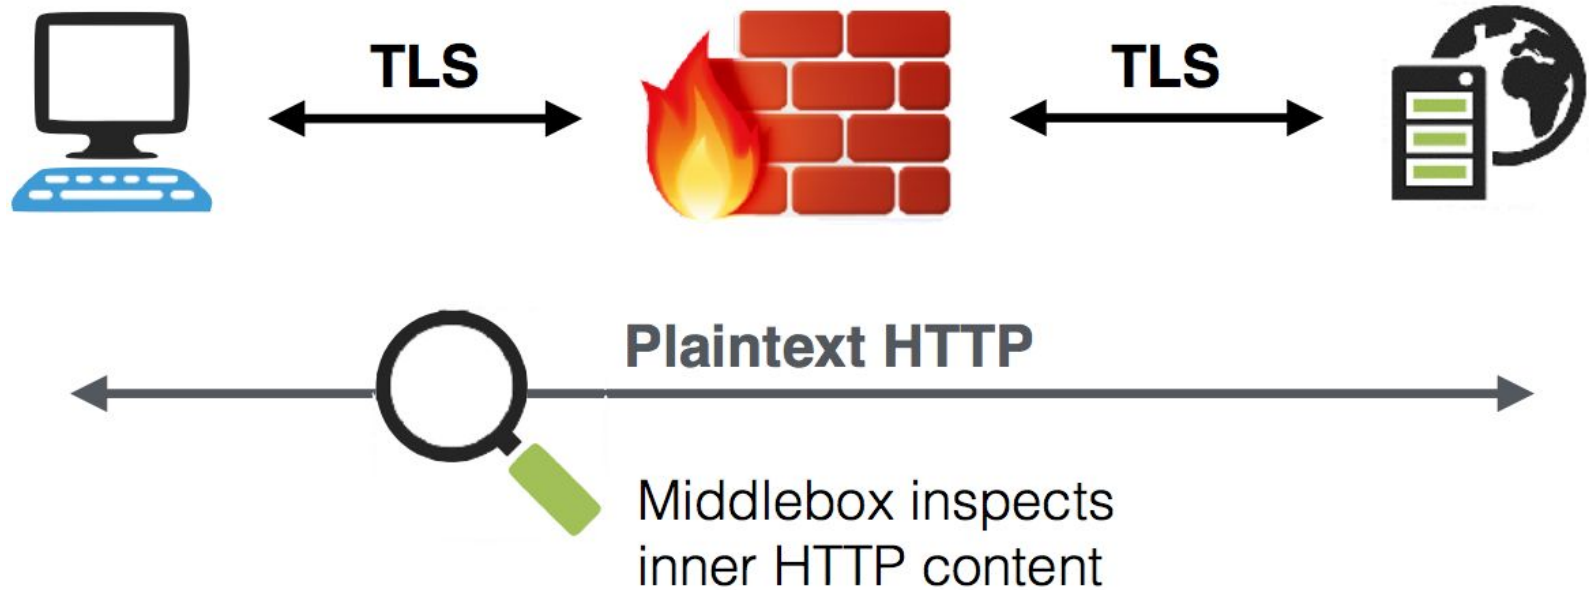 TLS
TLS
Plaintext HTTP
Middlebox inspects
inner HTTP content